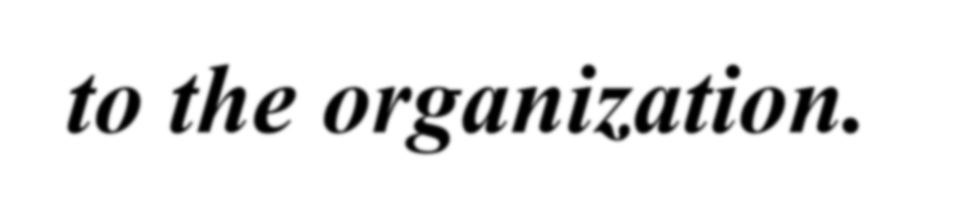 to the organization.